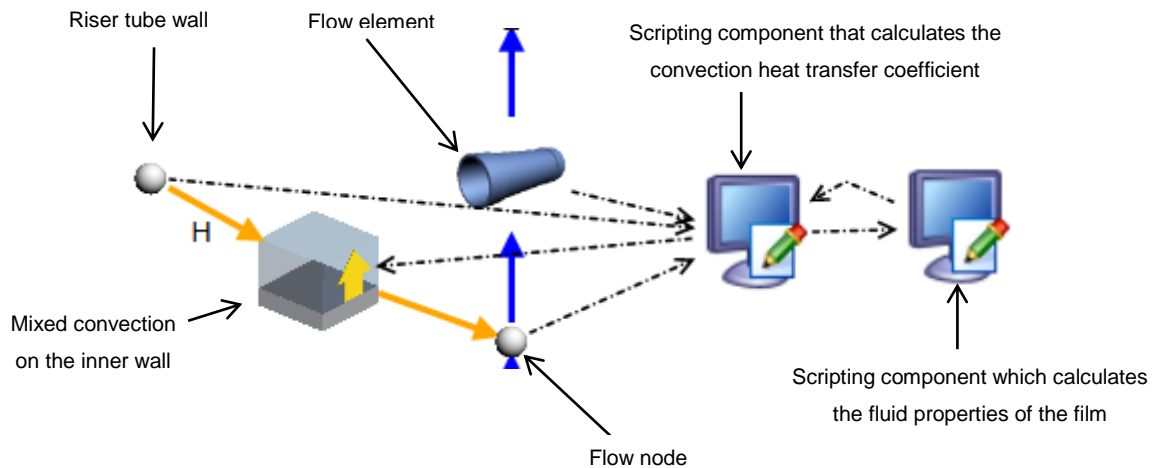 Riser tube wall
Flow element
Scripting component that calculates the
convection heat transfer coefficient
H
Mixed convection
on the inner wall
Scripting component which calculates
the fluid properties of the film
Flow node